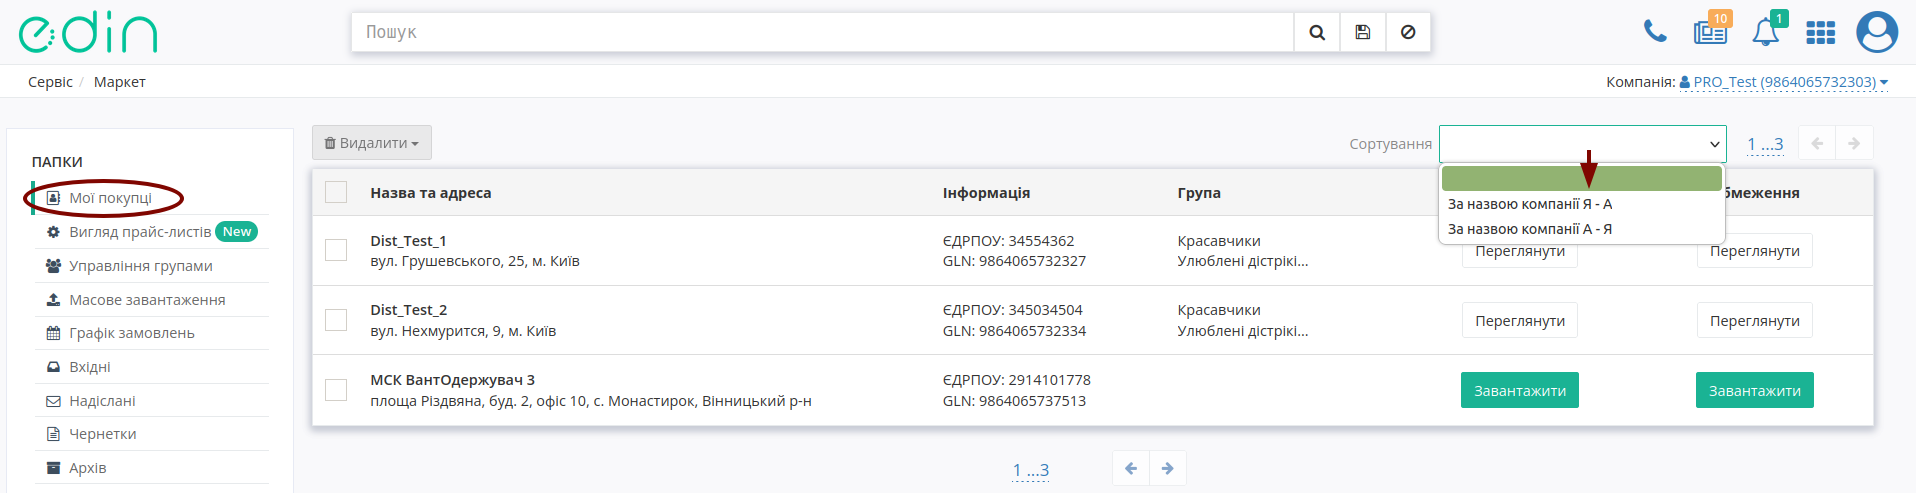 edin
Пошук
10
1
Сервіс / Маркет
Компанія: PRO_Test (9864065732303)
ПАПКИ
Мої покупці
Вигляд прайс-листів New
Управління групами
Масове завантаження
Графік замовлень
Вхідні
Надіслані
Чернетки
Архів
Видалити
Сортування
1 ...3
За назвою компанії Я - А
За назвою компанії А - Я
Назва та адреса Інформація Група бмеження
Dist_Test_1 ЄДРПОУ: 34554362 Красавчики
вул. Грушевського, 25, м. Київ GLN: 9864065732327 Улюблені дістрікі...
Переглянути Переглянути
Dist_Test_2 ЄДРПОУ: 345034504 Красавчики
вул. Нехмурится, 9, м. Київ GLN: 9864065732334 Улюблені дістрікі...
Переглянути Переглянути
МСК ВантОдержувач 3 ЄДРПОУ: 2914101778
площа Різдвяна, буд. 2, офіс 10, с. Монастирок, Вінницький р-н GLN: 9864065737513
Завантажити Завантажити
1 ...3